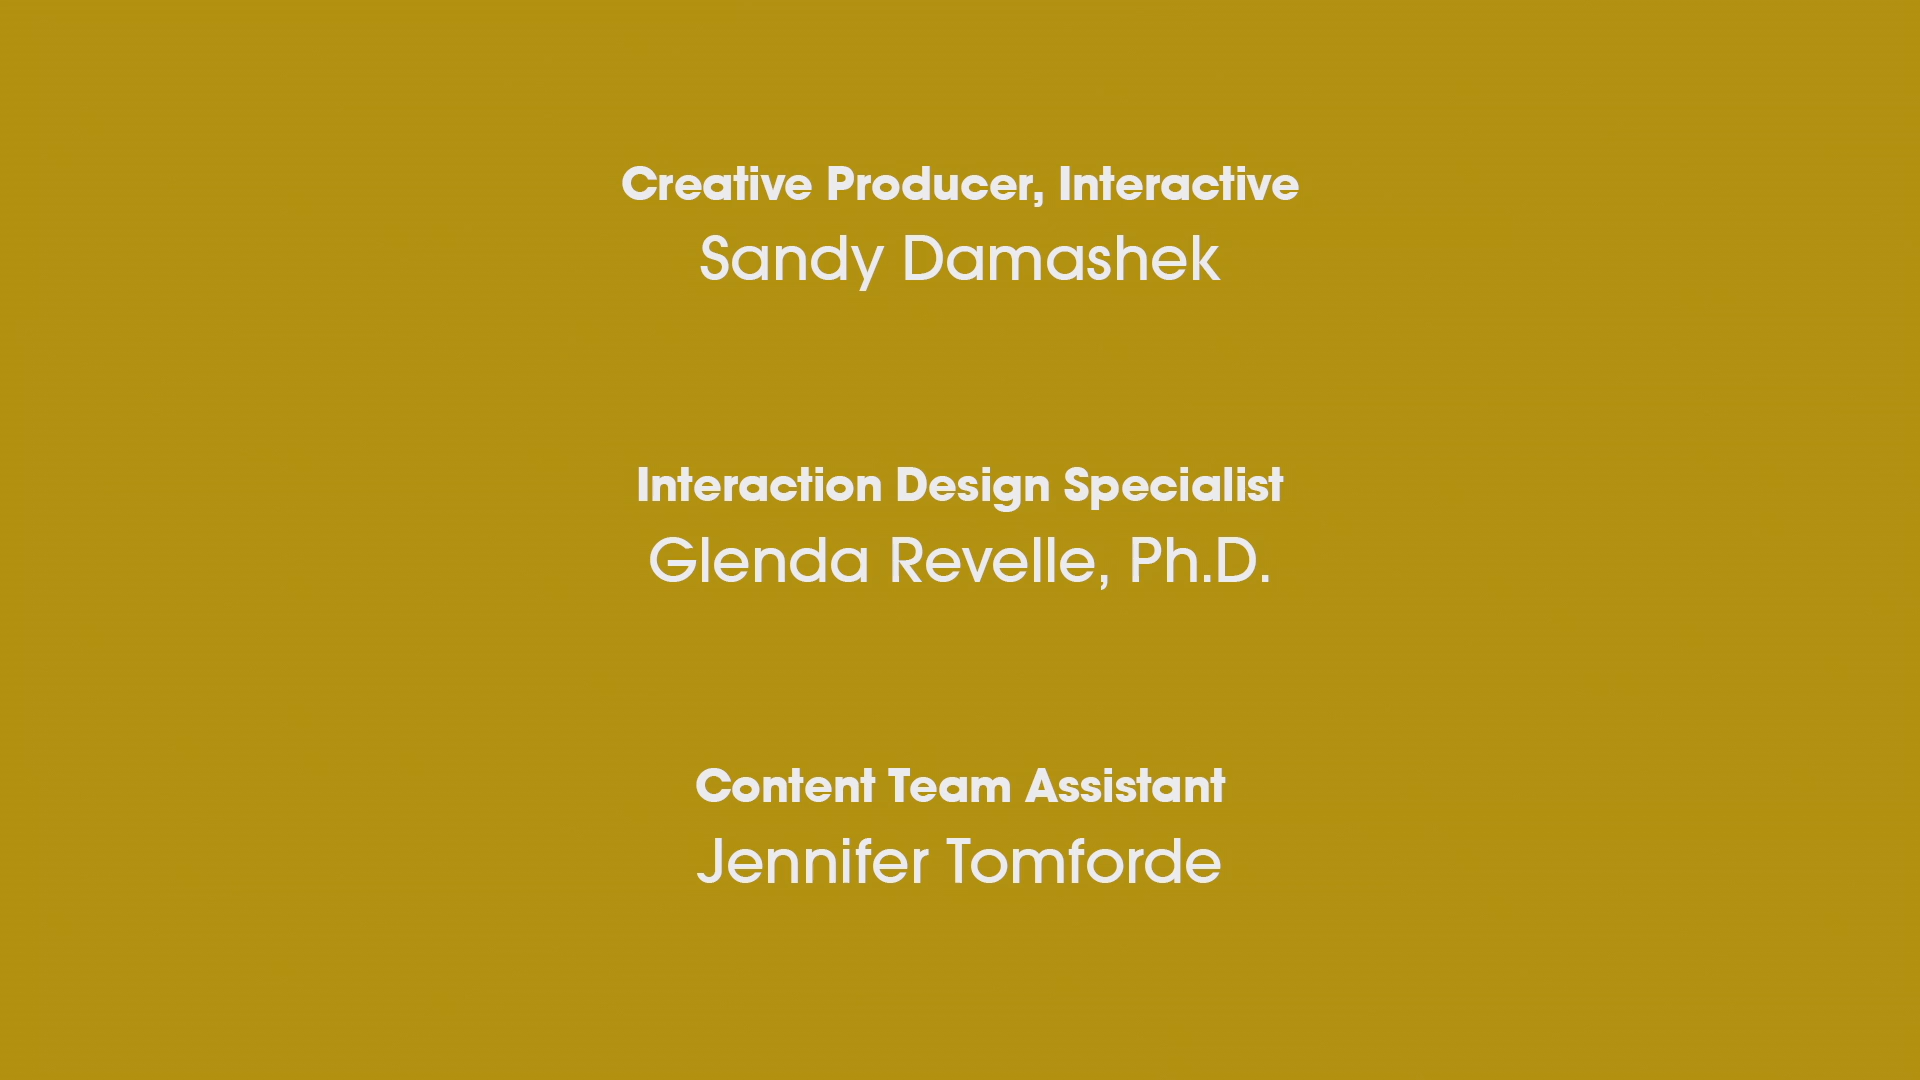 Creative Producer, Interactive
Sandy Damashek
Interaction Design Specialist
Glenda Revelle, Ph.D.
Content Team Assistant
Jennifer Tomforde